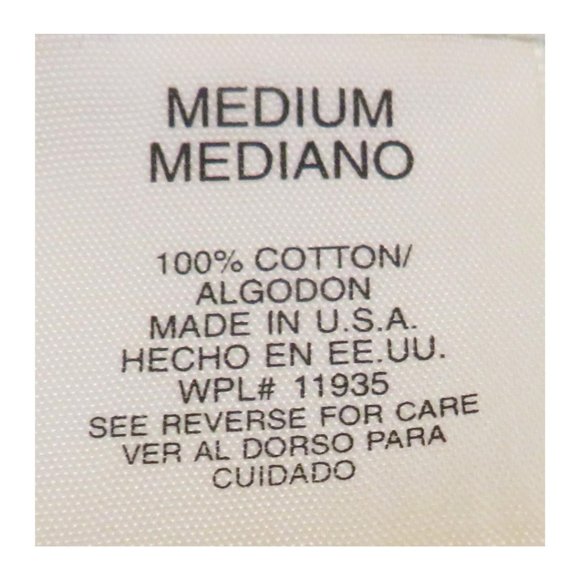 MEDIUM
MEDIANO
100% COTTON/
ALGODON
MADE IN U.S.A.
HECHO EN EE.UU.
WPL# 11935
SEE REVERSE FOR CARE
VER AL DORSO PARA
CUIDADO